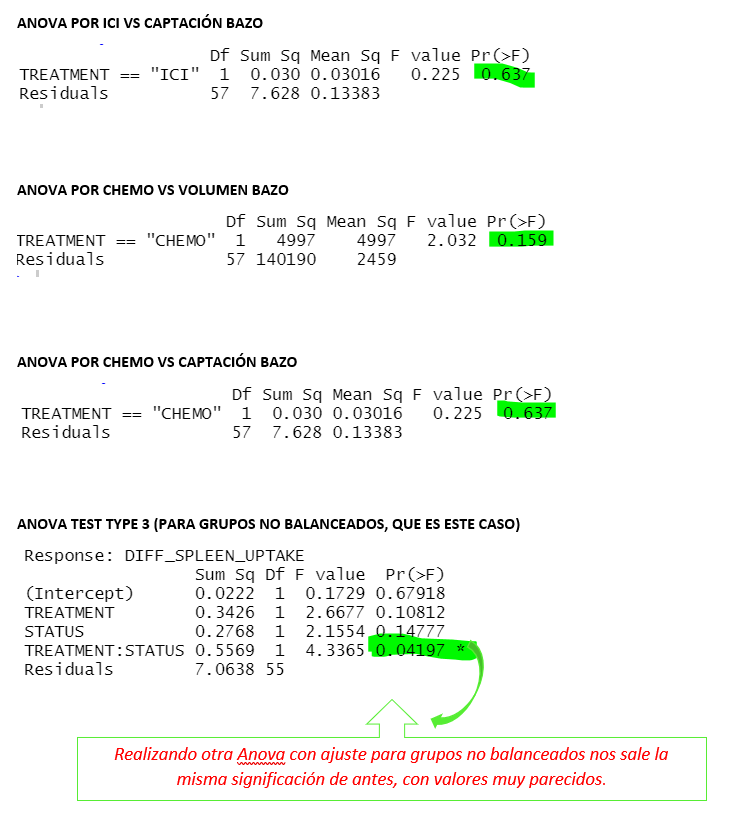 ANOVA POR ICI VS CAPTACIÓN BAZO
Df Sum Sq Mean Sq F value Pr(>F)
TREATMENT == "ICI" 1 0.030 0.03016 0.225 0.637
Residuals 57 7.628 0.13383
ANOVA POR CHEMO VS VOLUMEN BAZO
Df Sum Sq Mean Sq F value Pr(>F)
TREATMENT == "CHEMO" 1 4997 4997 2.032 0.159
Residuals 57 140190 2459
ANOVA POR CHEMO VS CAPTACIÓN BAZO
Df Sum Sq Mean Sq F value Pr(>F)
TREATMENT == "CHEMO" 1 0.030 0.03016 0.225 0.637
Residuals 57 7.628 0.13383
ANOVA TEST TYPE 3 (PARA GRUPOS NO BALANCEADOS, QUE ES ESTE CASO)
Response: DIFF_SPLEEN_UPTAKE
Sum Sq Df F value Pr(>F)
(Intercept) 0.0222 1 0.1729 0.67918
TREATMENT 0.3426 1 2.6677 0.10812
STATUS 0.2768 1 2.1554 0.14777
TREATMENT:STATUS 0.5569 1 4.3365 0.04197 *
Residuals 7.0638 55
Realizando otra Anova con ajuste para grupos no balanceados nos sale la
misma significación de antes, con valores muy parecidos.